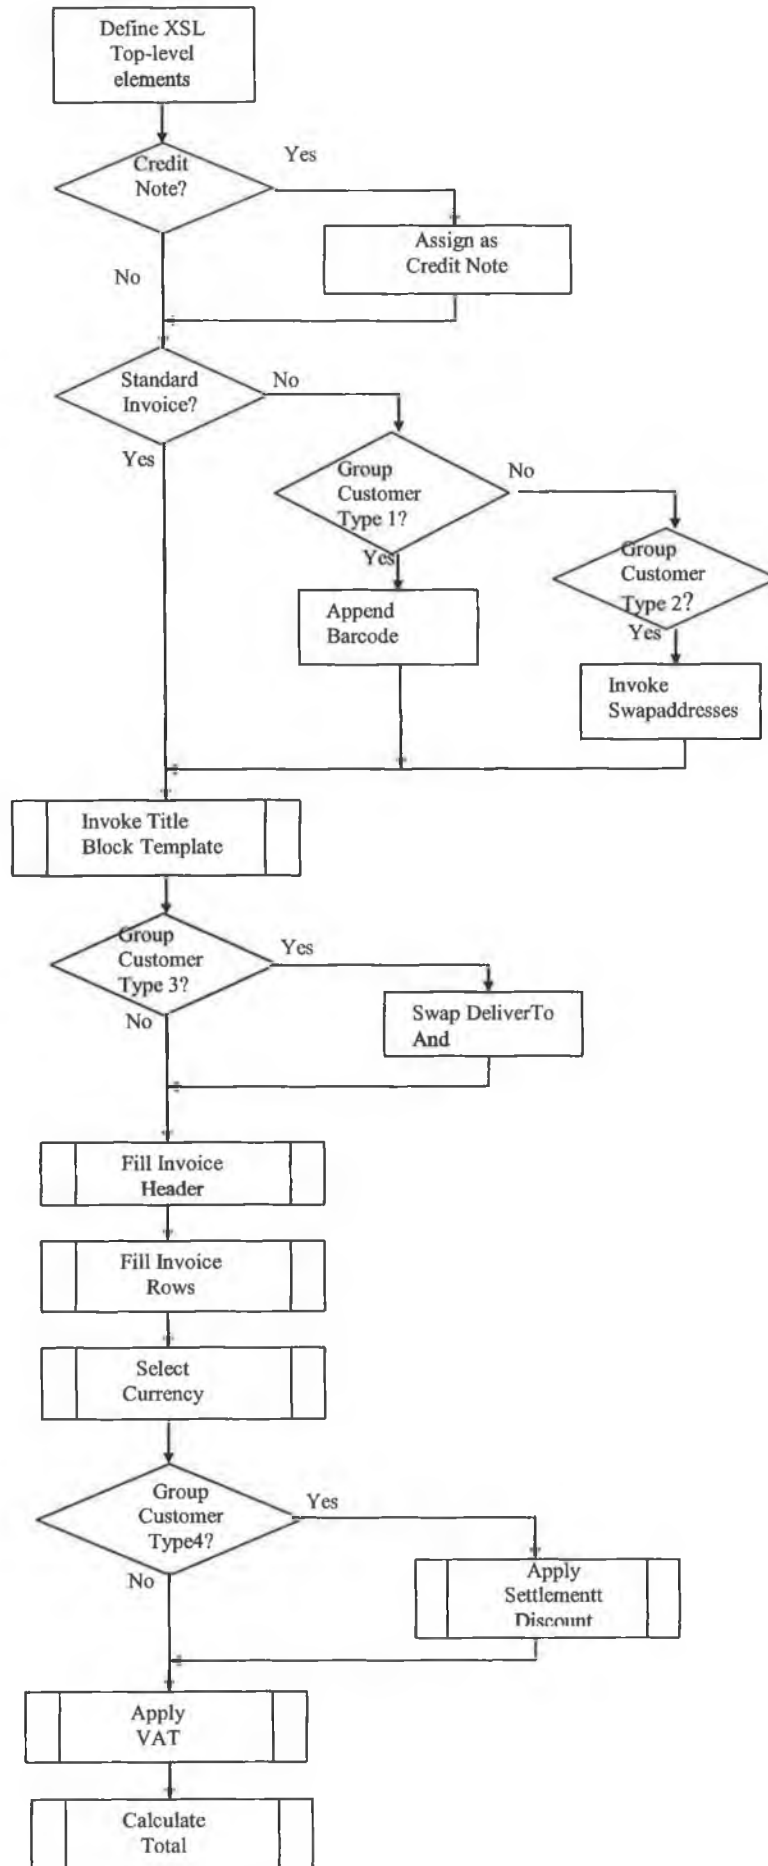 Define XSL
Top-level
elements
Credit
Note?
Yes
Assign as
Credit Note
No
Standard
Invoice?
No
Yes
Group
Customer
Type 1?
No
Yes
Group
Customer
Type 2?
Yes
Append
Barcode
Invoke
Swapaddresses
Invoke Title
Block Template
Group
Customer
Type 3?
Yes
No
Swap DeliverTo
And
Fill Invoice
Header
Fill Invoice
Rows
Select
Currency
Group
Customer
Type4?
Yes
No
Apply
Settlementt
Discount
Apply
VAT
Calculate
Total